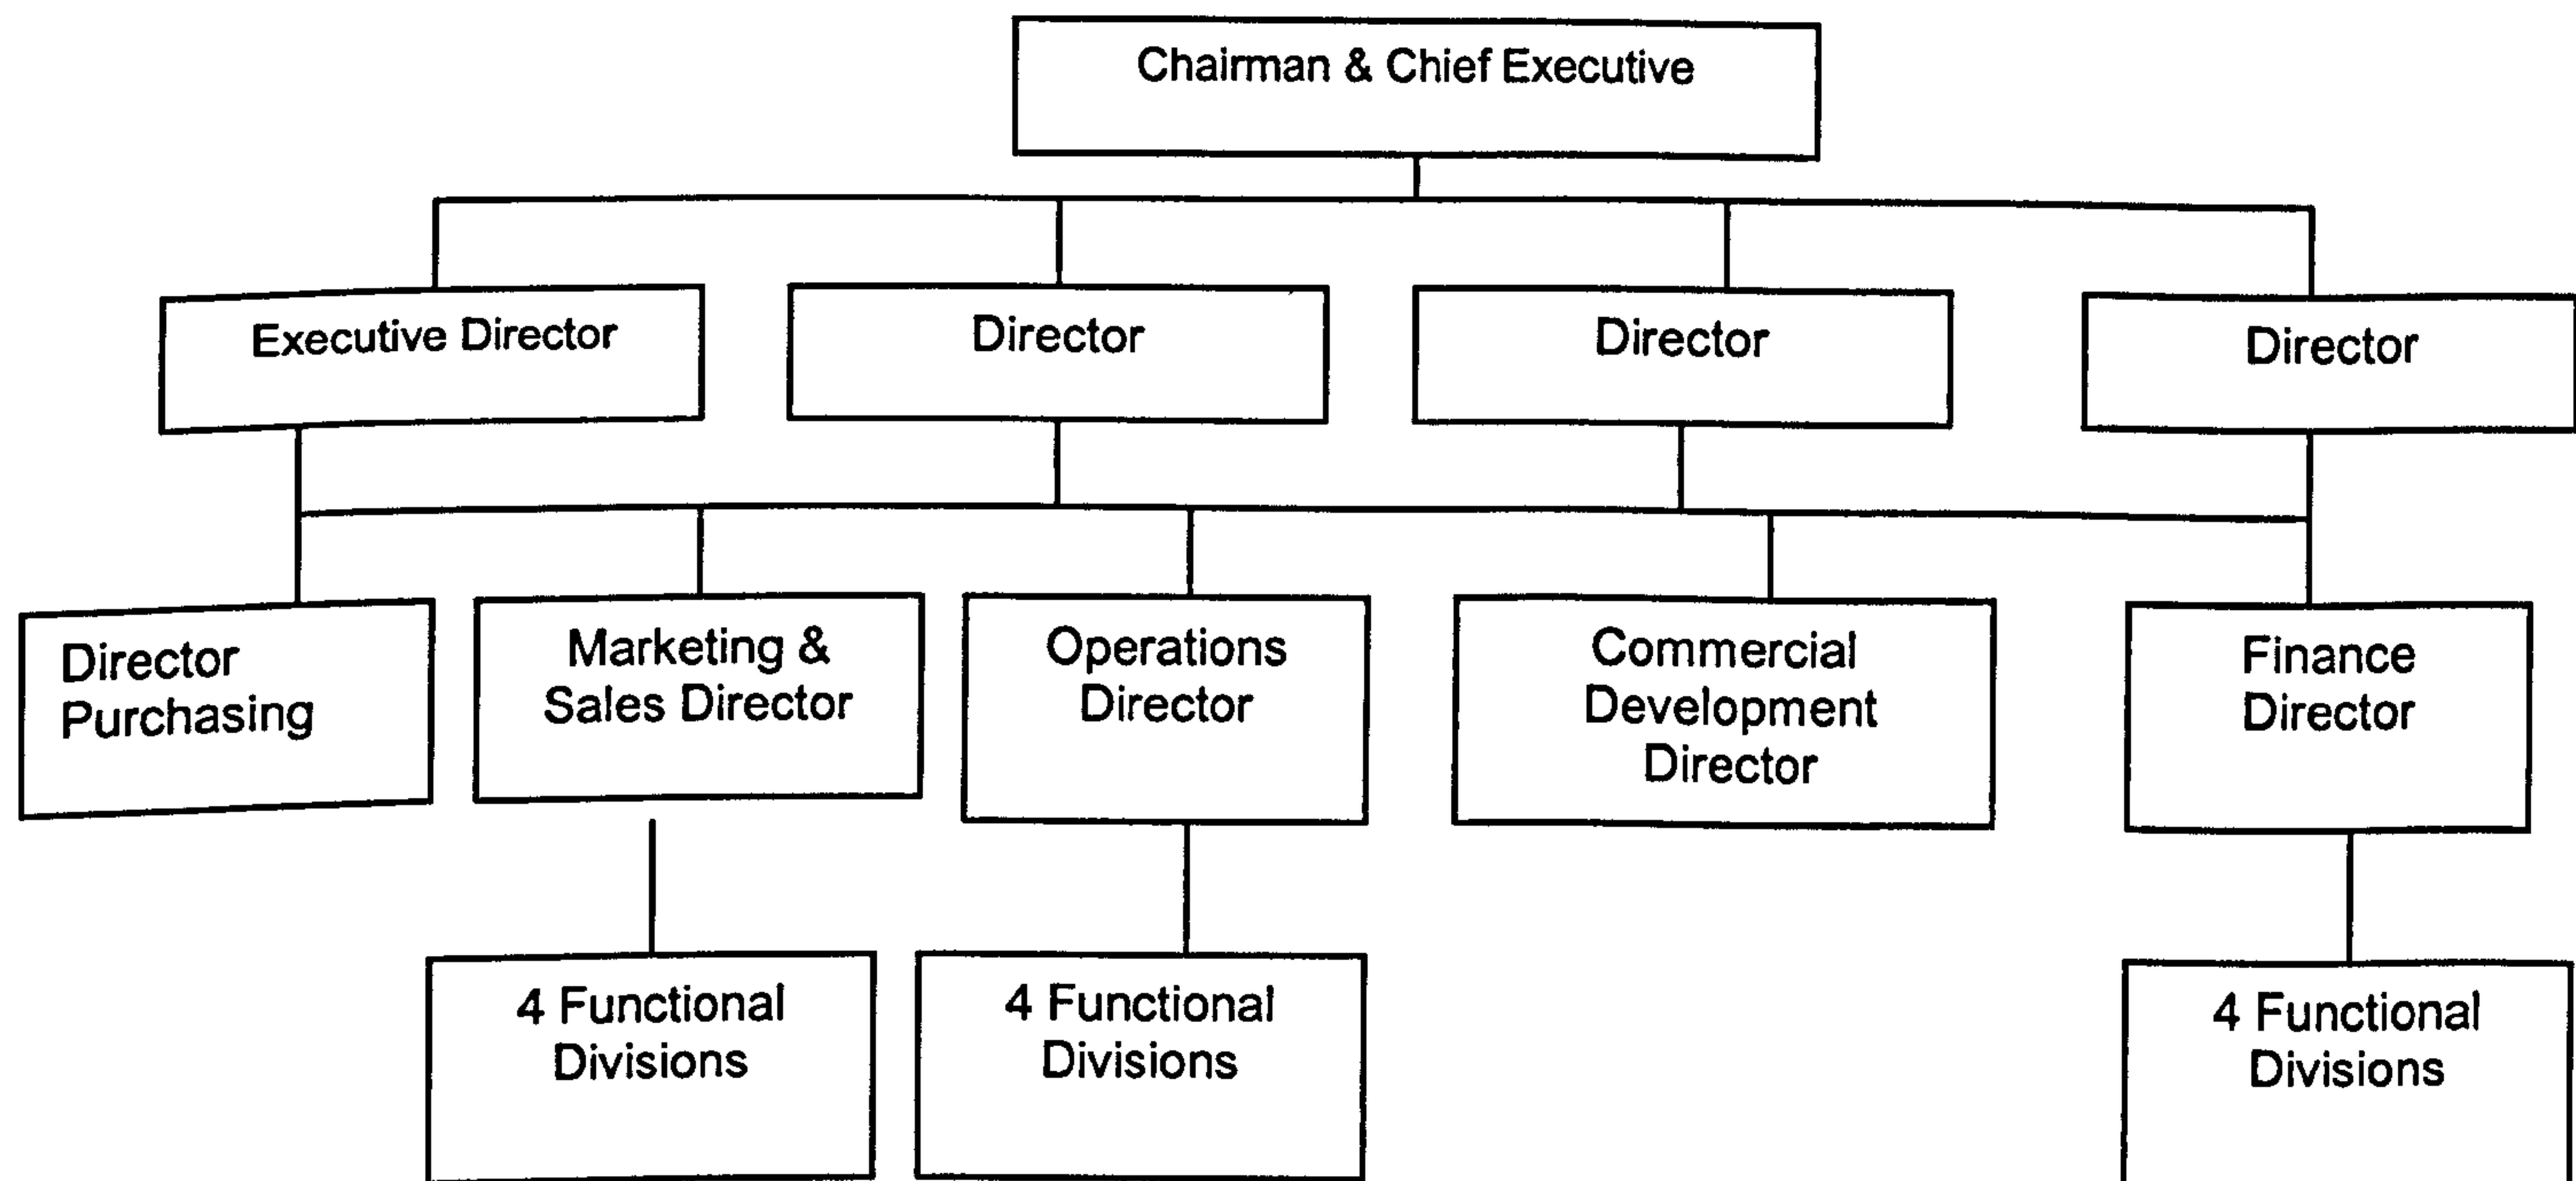 Chairman & Chief Executive
Executive Director
Director
Director
Director
Director
Purchasing
Marketing &
Sales Director
Operations
Director
Commercial
Development
Director
Finance
Director
4 Functional
Divisions
4 Functional
Divisions
4 Functional
Divisions